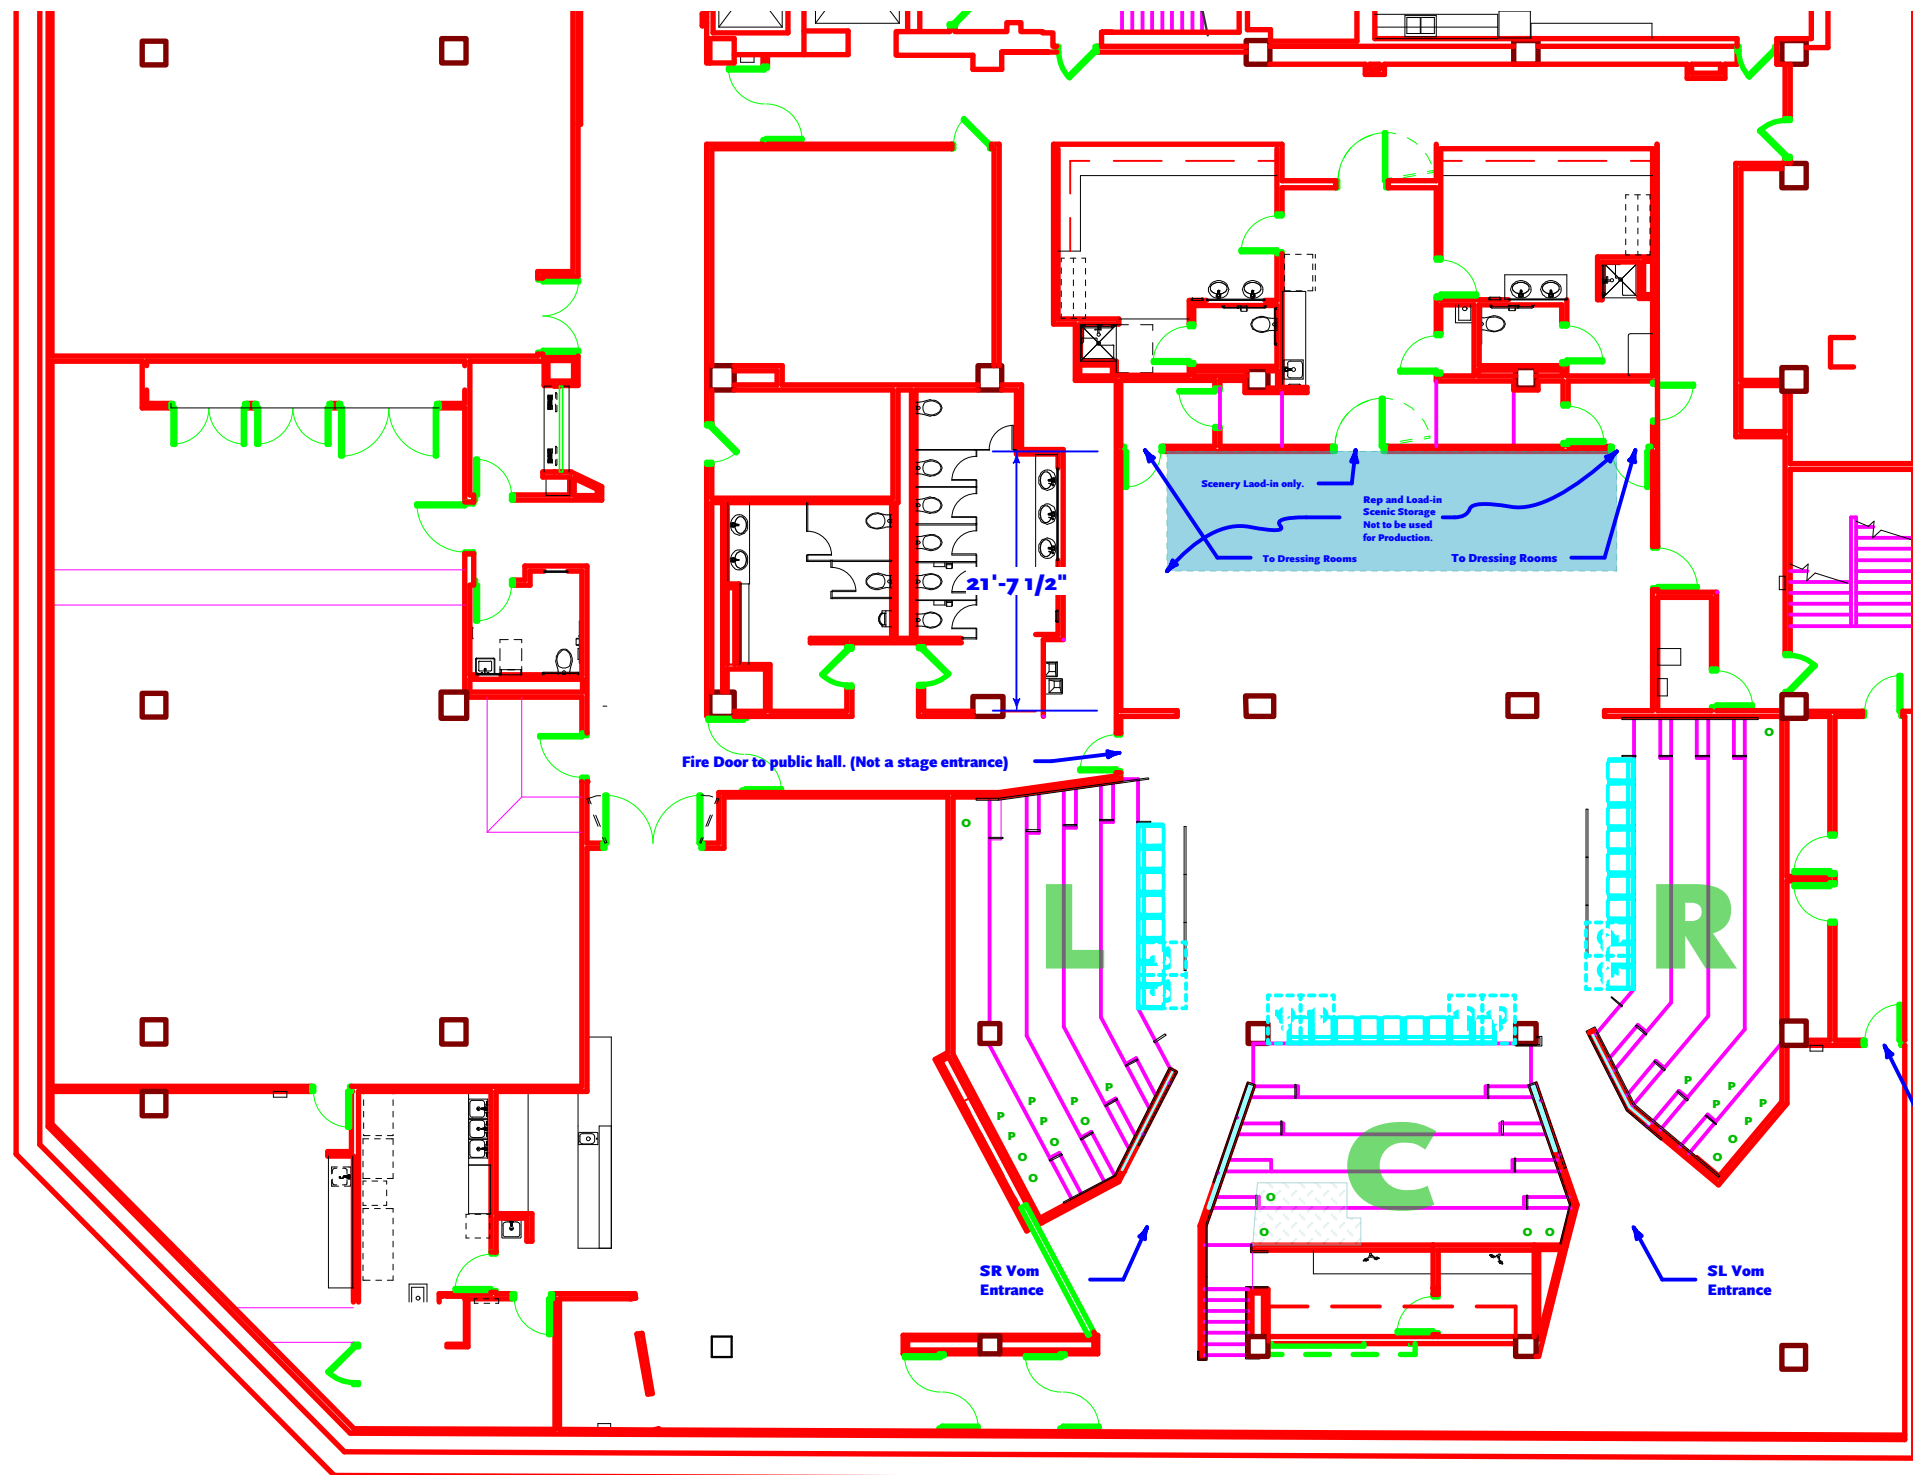 Scenery Laod-in only.
Rep and Load-in
Scenic Storage
Not to be used
for Production.
To Dressing Rooms
To Dressing Rooms
21'-7 1/2"
O
Fire Door to public hall. (Not a stage entrance)
O
L
R
P
P
P
P
P
O
P
O
O
P
P
P
P
O
O
C
O
O
O
O
SR Vom
Entrance
SL Vom
Entrance